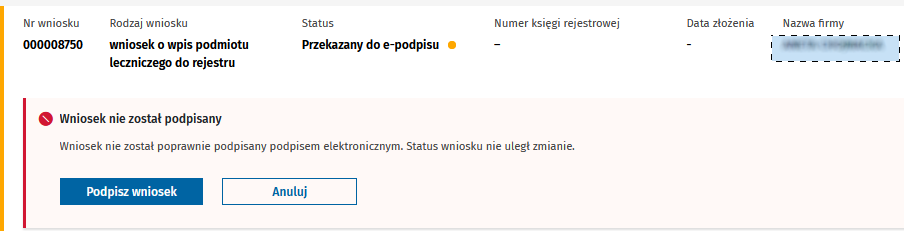 Nr wniosku Rodzaj wniosku Status Numer księgi rejestrowej Data złożenia Nazwa firmy
000008750 wniosek o wpis podmiotu Przekazany do e-podpisu – -
leczniczego do rejestru
Wniosek nie został podpisany
Wniosek nie został poprawnie podpisany podpisem elektronicznym. Status wniosku nie uległ zmianie.
Podpisz wniosek Anuluj